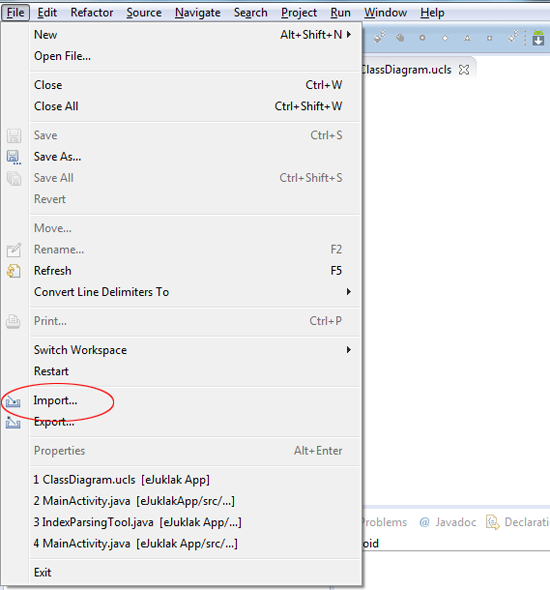 File Edit Refactor Source Navigate Search Project Run Window Help
New Alt+Shift+N
Open File...
ClassDiagram.ucls
Close Ctrl+W
Close All Ctrl+Shift+W
Save Ctrl+S
Save As...
Save All Ctrl+Shift+S
Revert
Move...
Rename... F2
Refresh F5
Convert Line Delimiters To
Print... Ctrl+P
Switch Workspace
Restart
Import...
Export...
Properties Alt+Enter
1 ClassDiagram.ucls [eJuklak App]
2 MainActivity.java [eJuklakApp/src/...]
3 IndexParsingTool.java [eJuklak App/...]
4 MainActivity.java [eJuklak App/src/...]
Problems @ Javadoc Declarati
oid
Exit